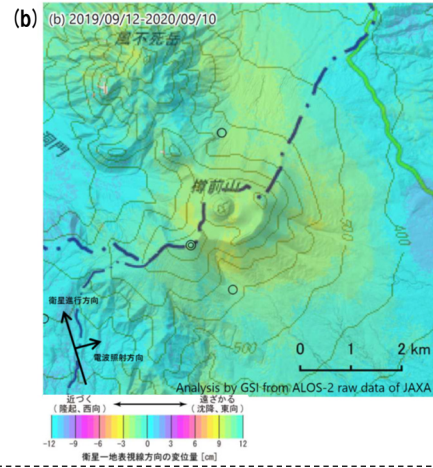 (b)
(b) 2019/09/12-2020/09/10
風不死岳
洞門
樽前山
400
500
500
衛星進行方向
電波照射方向
0 1 2 km
Analysis by GSI from ALOS-2 raw data of JAXA
近づく 遠ざかる
(隆起、西向) (沈降、東向)
-12 -9 -6 -3 0 3 6 9 12
衛星ー地表視線方向の変位量 [cm]